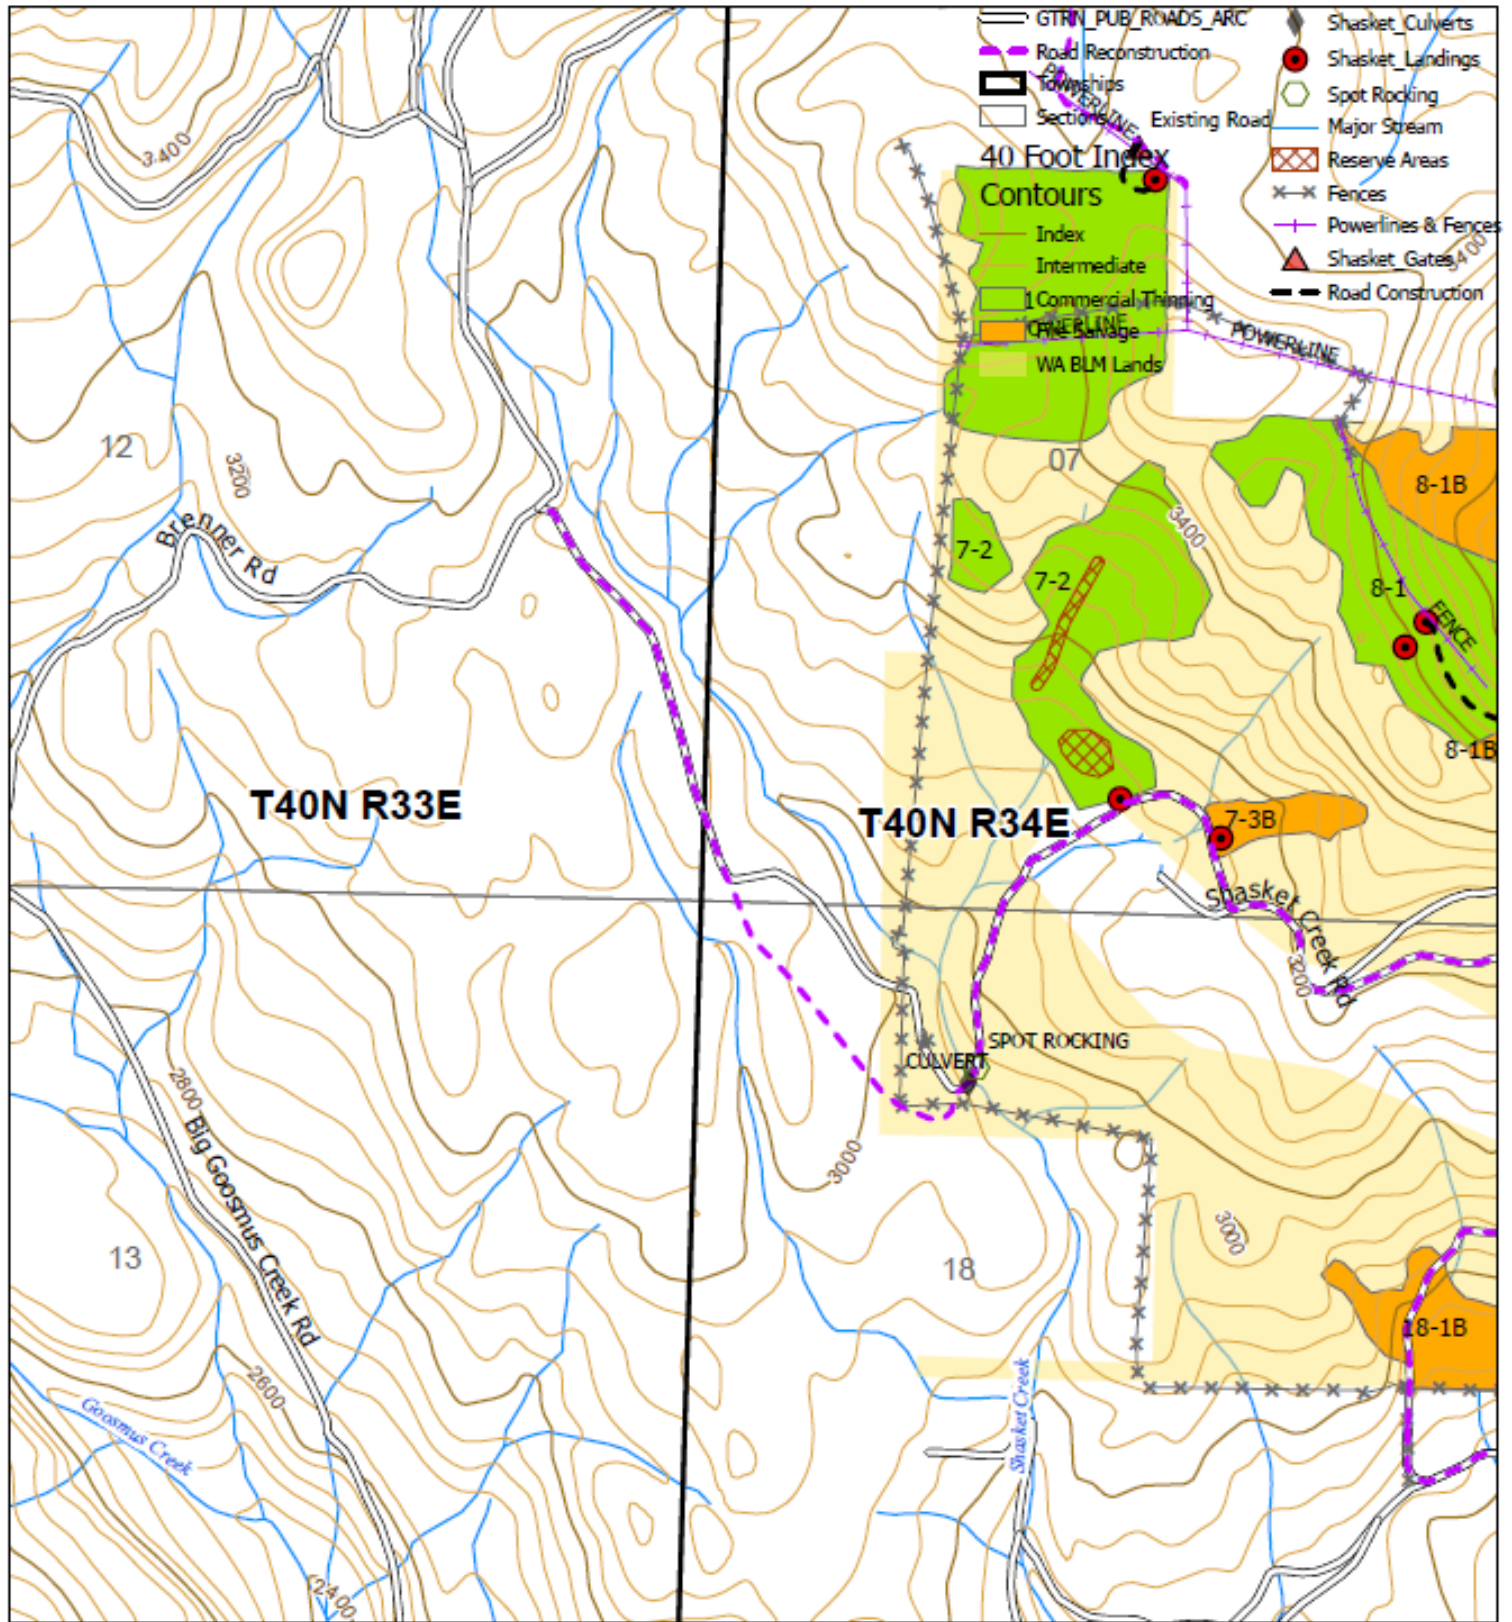 GTRN_PUB_ROADS_ARC
Road Reconstruction
Townships
Sections
Existing Road
40 Foot Index
Contours
Index
Intermediate
Commercial Thinning
WA BLM Lands
Shasket_Culverts
Shasket_Landings
Spot Rocking
Major Stream
Reserve Areas
Fences
Powerlines & Fences
Shasket_Gates
Road Construction
POWERLINE
POWERLINE
3400
3400
12
3200
Brenner Rd
07
8-1B
3400
7-2
7-2
8-1
FENCE
8-1B
T40N R33E
T40N R34E
7-3B
Shasket Creek Rd
3200
SPOT ROCKING
CULVERT
2800
Big Goosmus Creek Rd
3000
3000
13
18
18-1B
2600
Goosmus Creek
Shasket Creek
2400